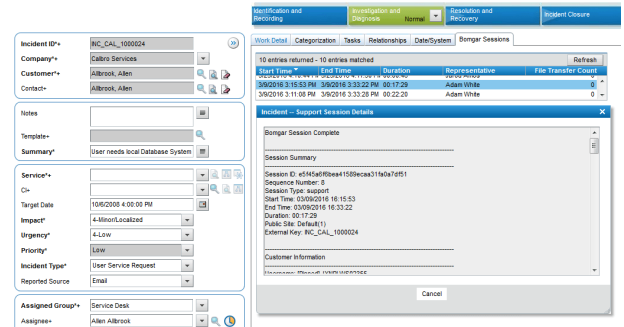 Identification and
Recording
Investigation and
Diagnosis
Normal
Resolution and
Recovery
Incident Closure
Incident ID*+
INC_CAL_1000024
Company*+
Calbro Services
Customer*+
Allbrook, Allen
Contact+
Allbrook, Allen
Notes
Template+
Summary*
User needs local Database System
Service*+
CI+
Target Date
10/6/2008 4:00:00 PM
Impact*
4-Minor/Localized
Urgency*
4-Low
Priority*
Low
Incident Type*
User Service Request
Reported Source
Email
Assigned Group*+
Service Desk
Assignee+
Allen Allbrook
Work Detail
Categorization
Tasks
Relationships
Date/System
Bomgar Sessions
10 entries returned - 10 entries matched
Refresh
Start Time
End Time
Duration
Representative
File Transfer Count
3/9/2016 3:15:53 PM
3/9/2016 3:33:22 PM
00:17:29
Adam White
0
3/9/2016 3:11:08 PM
3/9/2016 3:33:28 PM
00:22:20
Adam White
0
Incident -- Support Session Details
X
Bomgar Session Complete
Session Summary
Session ID: e5f45a6f6bea41589ecaa31fa0a7df51
Sequence Number: 8
Session Type: support
Start Time: 03/09/2016 16:15:53
End Time: 03/09/2016 16:33:22
Duration: 00:17:29
Public Site: Default(1)
External Key: INC_CAL_1000024
Customer Information
Cancel